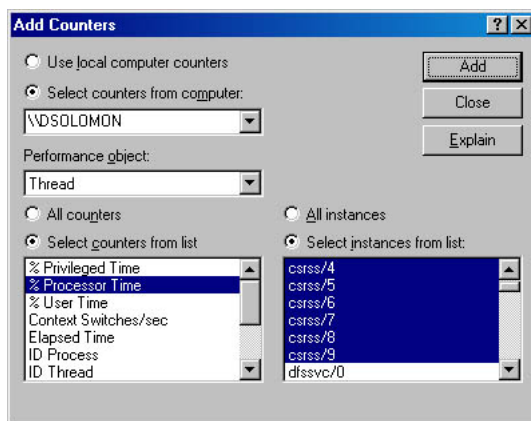 Add Counters
Use local computer counters
Select counters from computer:
\\DSOLOMON
Performance object:
Thread
All counters
Select counters from list
% Privileged Time
% Processor Time
% User Time
Context Switches/sec
Elapsed Time
ID Process
ID Thread
All instances
Select instances from list:
csrss/4
csrss/5
csrss/6
csrss/7
csrss/8
csrss/9
dfssvc/0
Add
Close
Explain